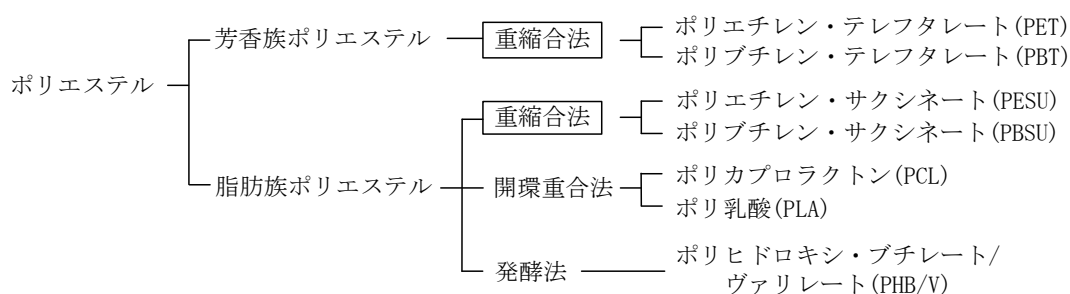 ポリエステル
芳香族ポリエステル
重縮合法
ポリエチレン・テレフタレート(PET)
ポリブチレン・テレフタレート(PBT)
脂肪族ポリエステル
重縮合法
ポリエチレン・サクシネート(PESU)
ポリブチレン・サクシネート(PBSU)
開環重合法
ポリカプロラクトン(PCL)
ポリ乳酸(PLA)
発酵法
ポリヒドロキシ・ブチレート/
ヴァリレート(PHB/V)